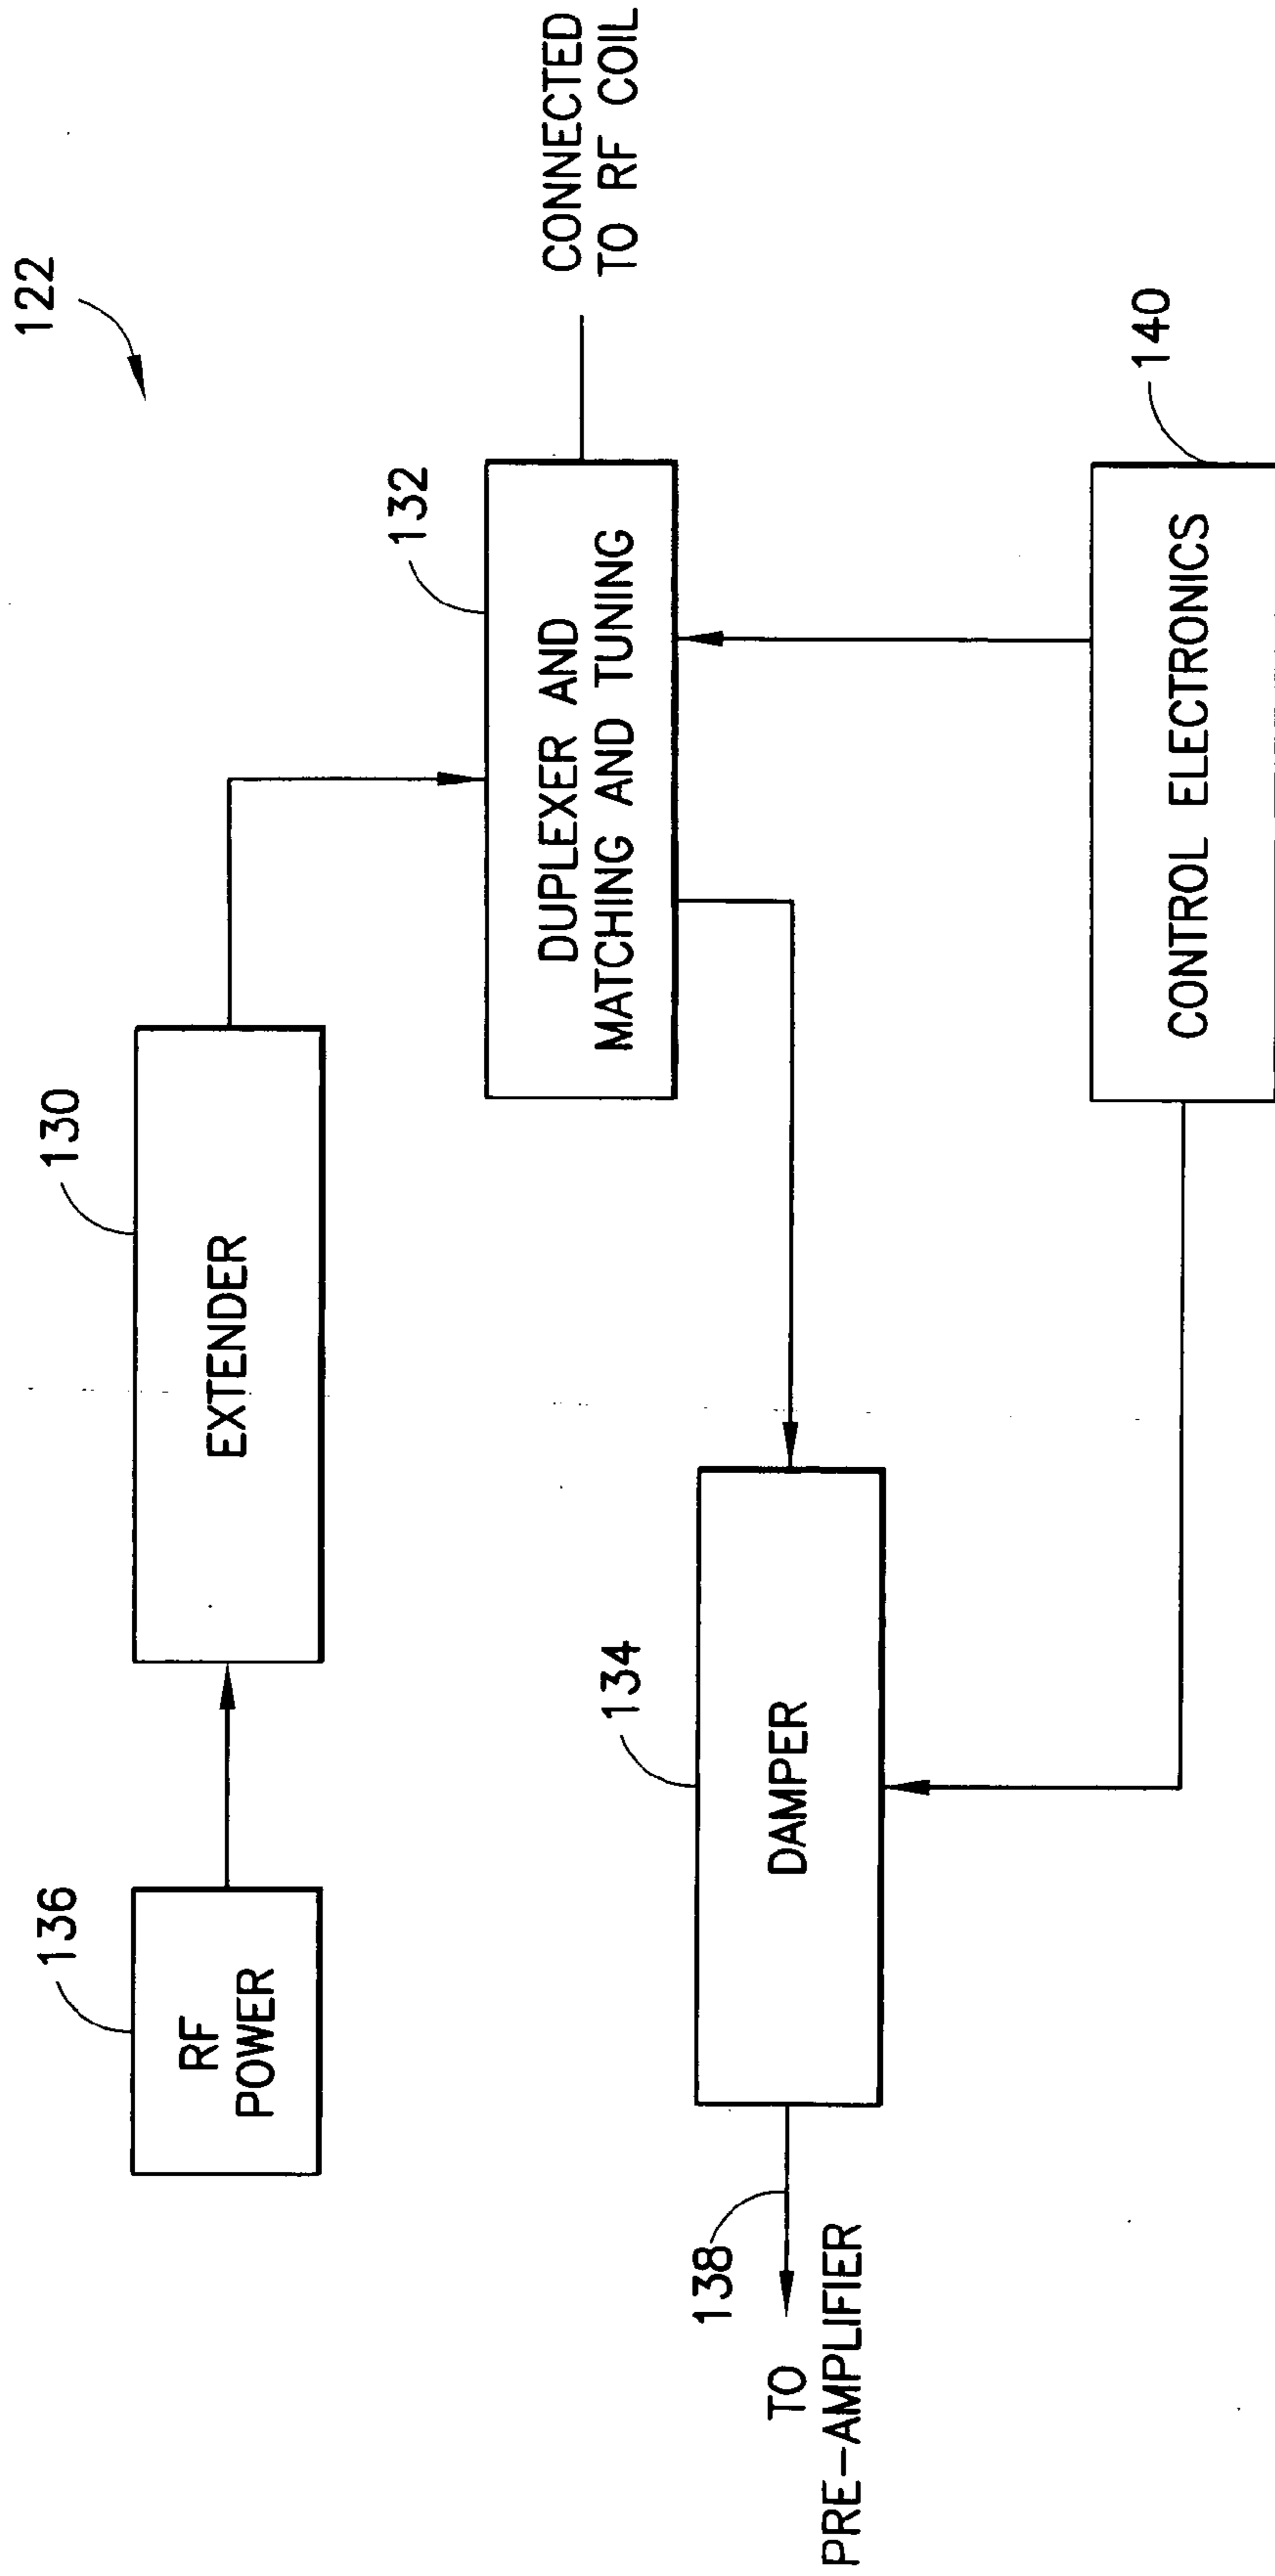 122
136
RF
POWER
130
EXTENDER
132
DUPLEXER AND
MATCHING AND TUNING
CONNECTED
TO RF COIL
134
DAMPER
138
TO
PRE-AMPLIFIER
140
CONTROL ELECTRONICS